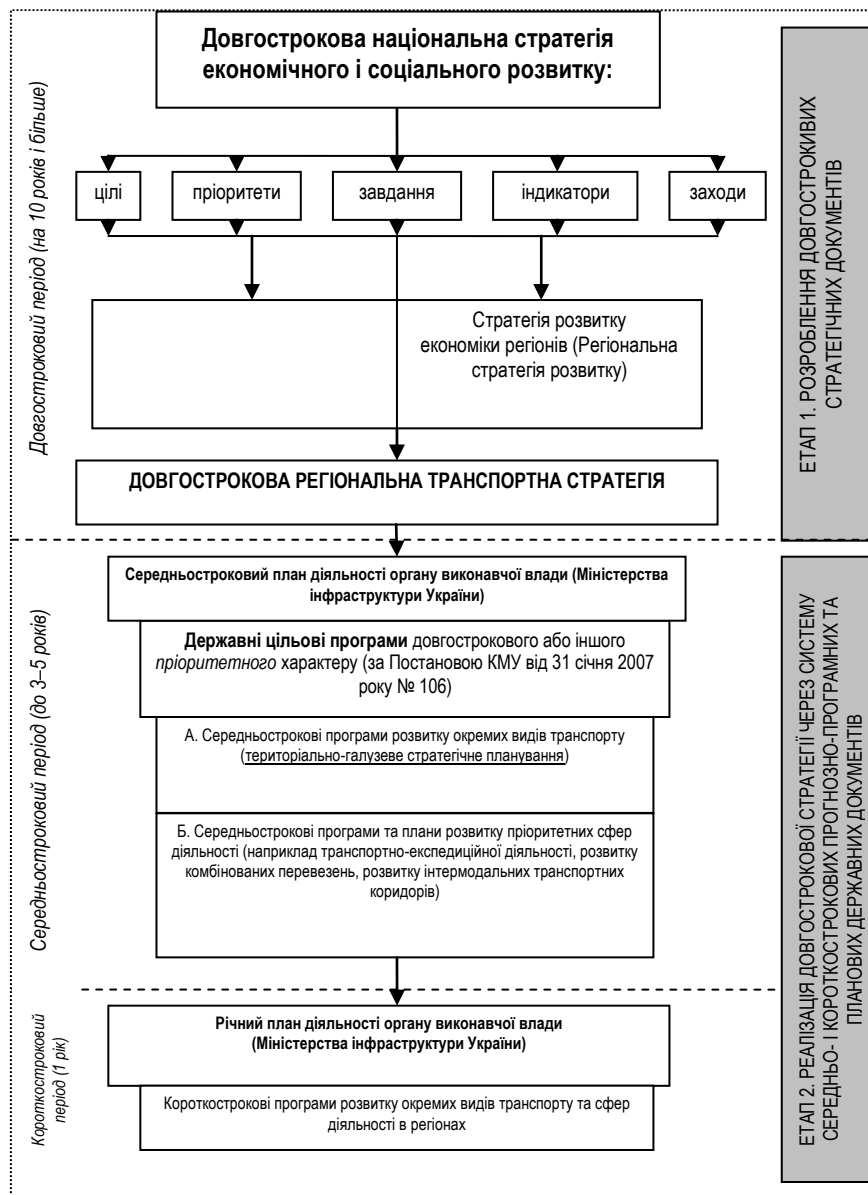 Довгострокова національна стратегія
економічного і соціального розвитку:
цілі
пріоритети
завдання
індикатори
заходи
Стратегія розвитку
економіки регіонів (Регіональна
стратегія розвитку)
ДОВГОСТРОКОВА РЕГІОНАЛЬНА ТРАНСПОРТНА СТРАТЕГІЯ
Довгостроковий період (на 10 років і більше)
ЕТАП 1. РОЗРОБЛЕННЯ ДОВГОСТРОКИВИХ
СТРАТЕГІЧНИХ ДОКУМЕНТІВ
Середньостроковий план діяльності органу виконавчої влади (Міністерства
інфраструктури України)
Державні цільові програми довгострокового або іншого
пріоритетного характеру (за Постановою КМУ від 31 січня 2007
року № 106)
А. Середньострокові програми розвитку окремих видів транспорту
(територіально-галузеве стратегічне планування)
Б. Середньострокові програми та плани розвитку пріоритетних сфер
діяльності (наприклад транспортно-експедиційної діяльності, розвитку
комбінованих перевезень, розвитку інтермодальних транспортних
коридорів)
Середньостроковий період (до 3–5 років)
Річний план діяльності органу виконавчої влади
(Міністерства інфраструктури України)
Короткострокові програми розвитку окремих видів транспорту та сфер
діяльності в регіонах
Короткостроковий
період (1 рік)
ЕТАП 2. РЕАЛІЗАЦІЯ ДОВГОСТРОКОВОЇ СТРАТЕГІЇ ЧЕРЕЗ СИСТЕМУ
СЕРЕДНЬО- І КОРОТКОСТРОКОВИХ ПРОГНОЗНО-ПРОГРАМНИХ ТА
ПЛАНОВИХ ДЕРЖАВНИХ ДОКУМЕНТІВ